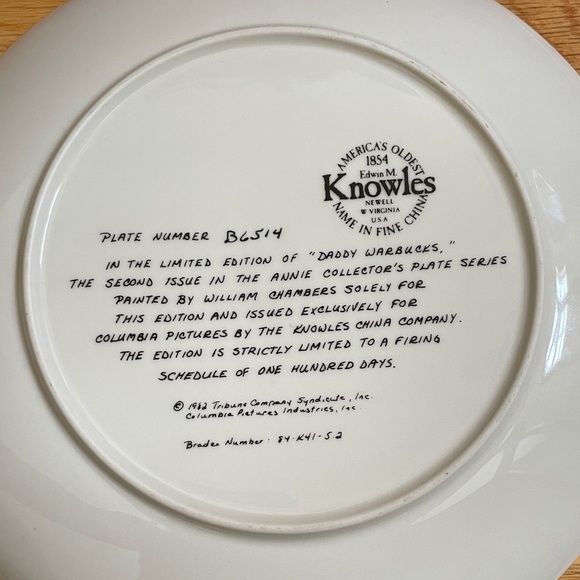 AMERICA'S OLDEST
1854
Edwin M.
Knowles
NEWELL
W VIRGINIA
U.S.A
NAME IN FINE CHINA
PLATE NUMBER B6514
IN THE LIMITED EDITION OF "DADDY WARBUCKS,"
THE SECOND ISSUE IN THE ANNIE COLLECTOR'S PLATE SERIES
PAINTED BY WILLIAM CHAMBERS SOLELY FOR
THIS EDITION AND ISSUED EXCLUSIVELY FOR
COLUMBIA PICTURES BY THE KNOWLES CHINA COMPANY.
THE EDITION IS STRICTLY LIMITED TO A FIRING
SCHEDULE OF ONE HUNDRED DAYS.
© 1982 Tribune Company Syndicate, Inc.
Columbia Pictures Industries, Inc.
Bradex Number: 84-K41-5.2